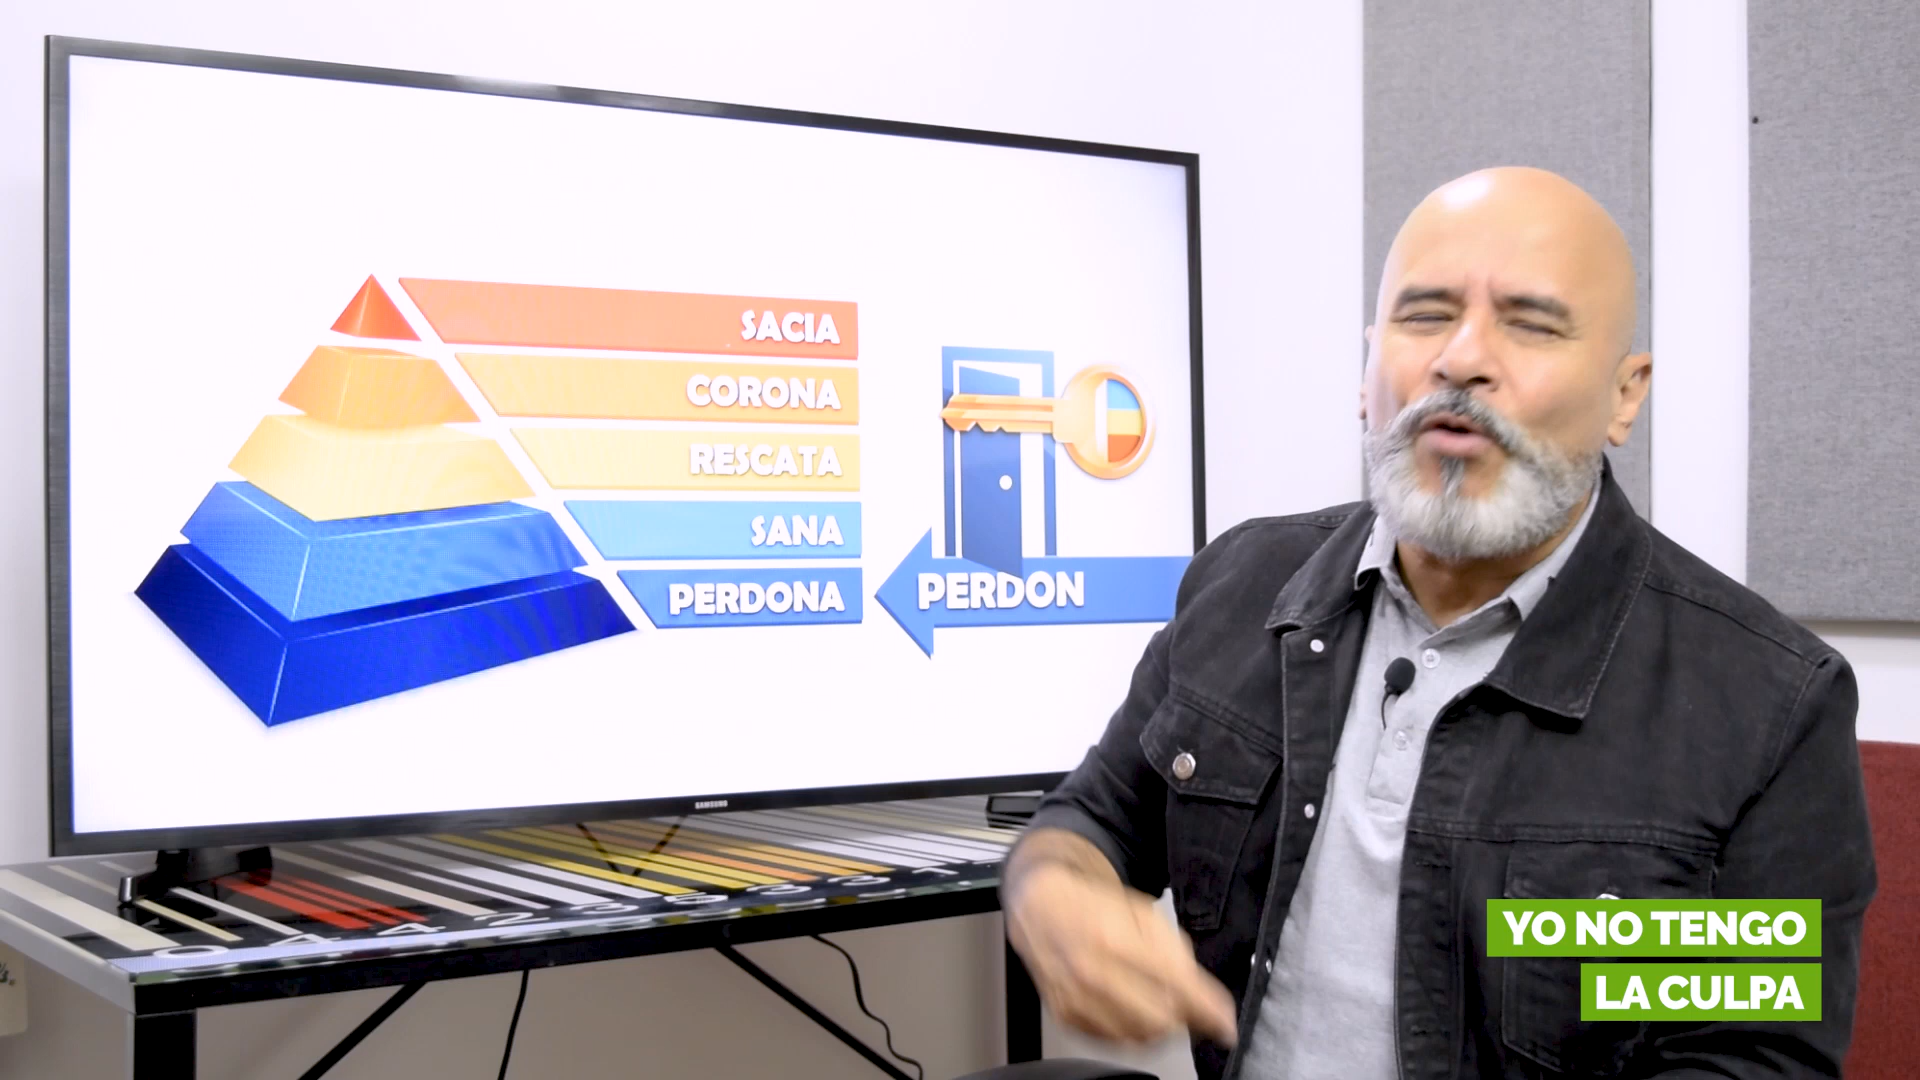 SACIA
CORONA
RESCATA
SANA
PERDONA
PERDON
SAMSUNG
YO NO TENGO
LA CULPA